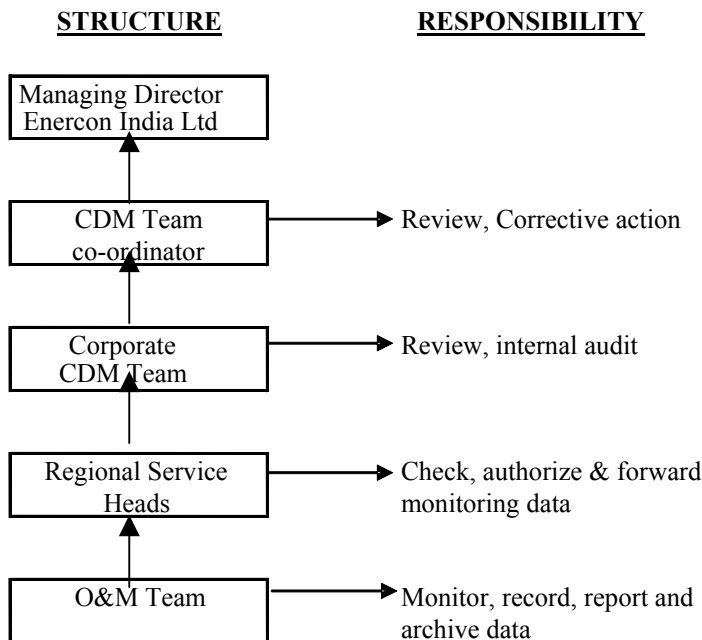 STRUCTURE RESPONSIBILITY
Managing Director
Enercon India Ltd
CDM Team
co-ordinator
Review, Corrective action
Corporate
CDM Team
Review, internal audit
Regional Service
Heads
Check, authorize & forward
monitoring data
O&M Team
Monitor, record, report and
archive data